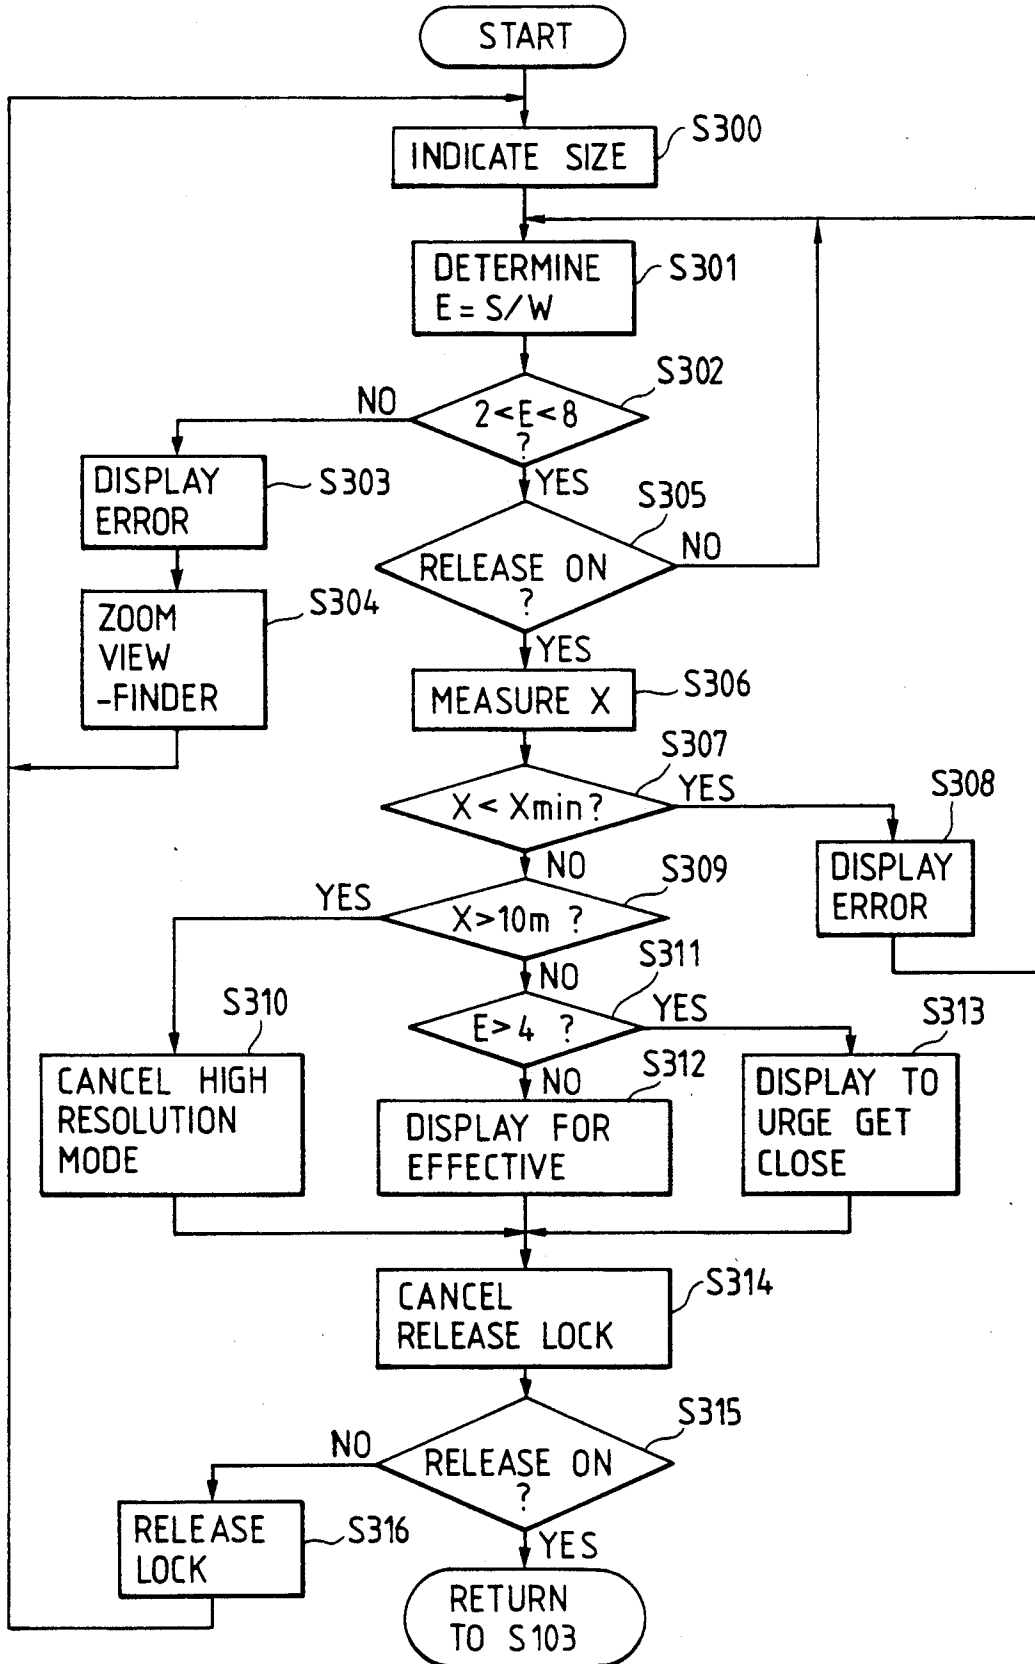 START
S300
INDICATE SIZE
S301
DETERMINE
E = S/W
S302
NO
2<E<8
?
YES
S303
DISPLAY
ERROR
S305
RELEASE ON
?
NO
S304
ZOOM
VIEW
-FINDER
YES
S306
MEASURE X
S307
X < Xmin?
YES
S308
DISPLAY
ERROR
NO
S309
YES
X>10m ?
NO
S311
S310
E>4 ?
YES
S313
CANCEL HIGH
RESOLUTION
MODE
NO
S312
DISPLAY FOR
EFFECTIVE
DISPLAY TO
URGE GET
CLOSE
S314
CANCEL
RELEASE LOCK
S315
NO
RELEASE ON
?
S316
RELEASE
LOCK
YES
RETURN
TO S103